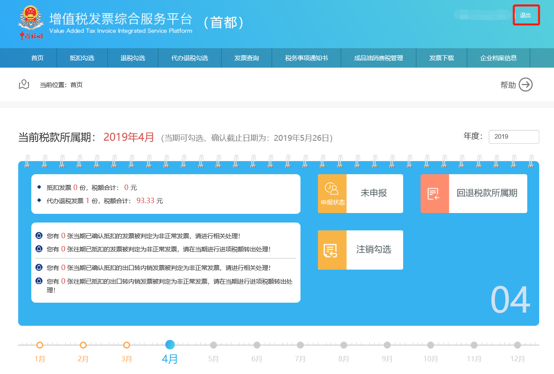 增值税发票综合服务平台 （首都）
Value Added Tax Invoice Integrated Service Platform
退出
首页 抵扣勾选 退税勾选 代办退税勾选 发票查询 税务事项通知书 成品油消费税管理 发票下载 企业档案信息
当前位置：首页 帮助
当前税款所属期： 2019年4月 （当期可勾选、确认截止日期为：2019年5月26日） 年度： 2019
抵扣发票 0 份，税额合计： 0 元
代办退税发票 1 份，税额合计： 93.33 元
申报状态 未申报
回退税款所属期
您有 0 张当期已确认抵扣的发票被判定为非正常发票，请进行相关处理！
您有 0 张往期已抵扣的发票被判定为非正常发票，请在当期进行进项税额转出处理！
注销勾选
您有 0 张当期已确认抵扣的出口转内销发票被判定为非正常发票，请进行相关处理！
您有 0 张往期已抵扣的出口转内销发票被判定为非正常发票，请在当期进行进项税额转出处
理！
04
1月 2月 3月 4月 5月 6月 7月 8月 9月 10月 11月 12月